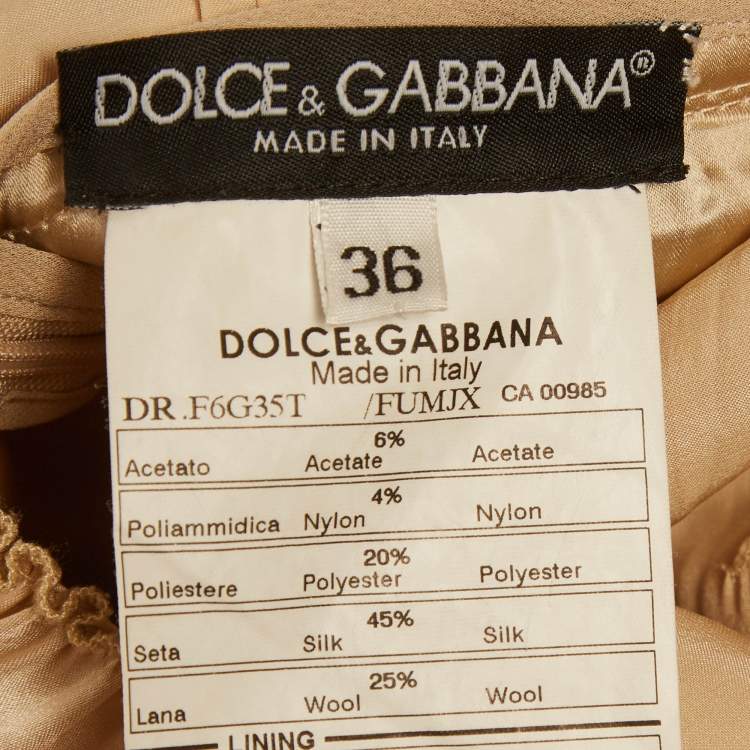 DOLCE & GABBANA®
MADE IN ITALY
36
DOLCE&GABBANA
Made in Italy
DR.F6G35T /FUMJX CA 00985
6%
Acetato Acetate Acetate
4%
Poliammidica Nylon Nylon
20%
Poliestere Polyester Polyester
45%
Seta Silk Silk
25%
Lana Wool Wool
LINING